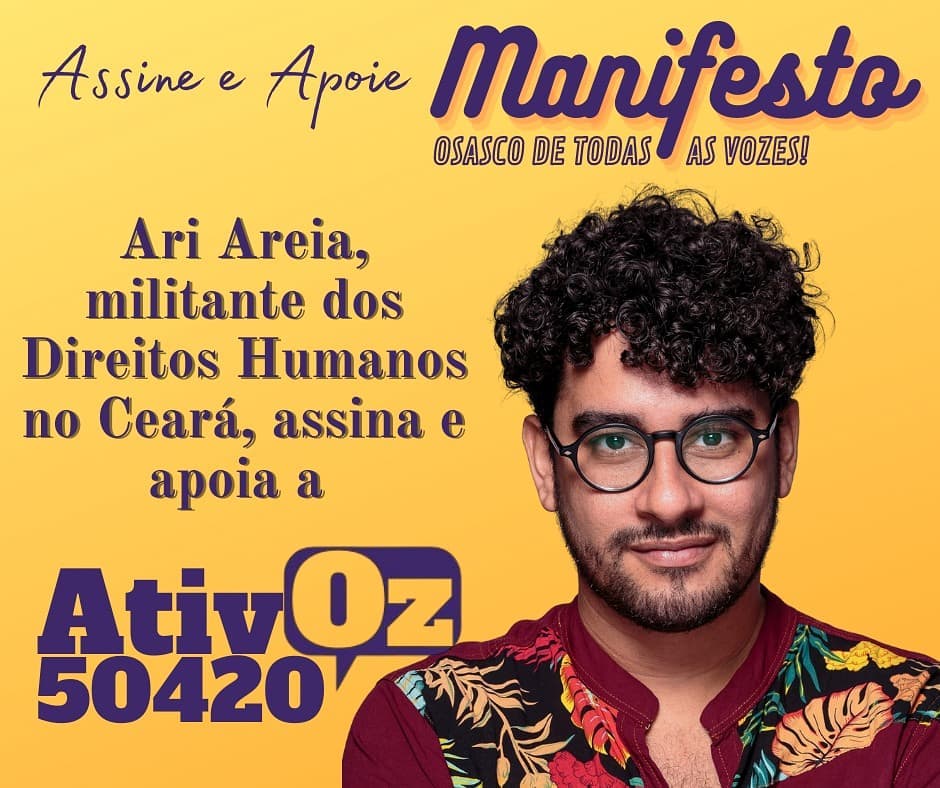 Assine e Apoie Manifesto
OSASCO DE TODAS AS VOZES!
Ari Areia,
militante dos
Direitos Humanos
no Ceará, assina e
apoia a
AtivOz
50420